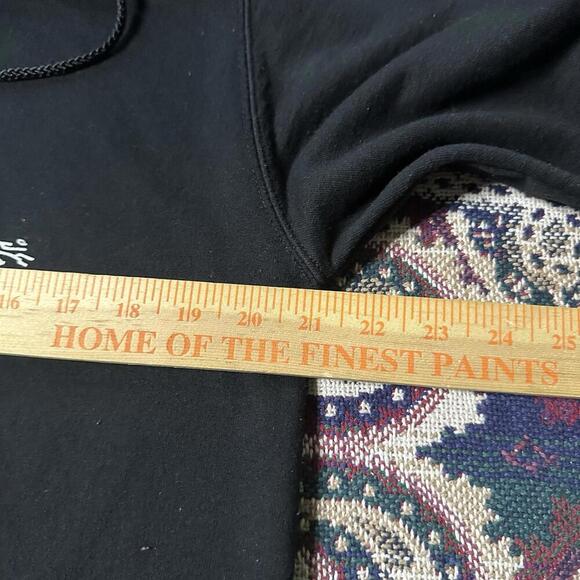 16 17 18 19 20 21 22 23 24 25
HOME OF THE FINEST PAINTS